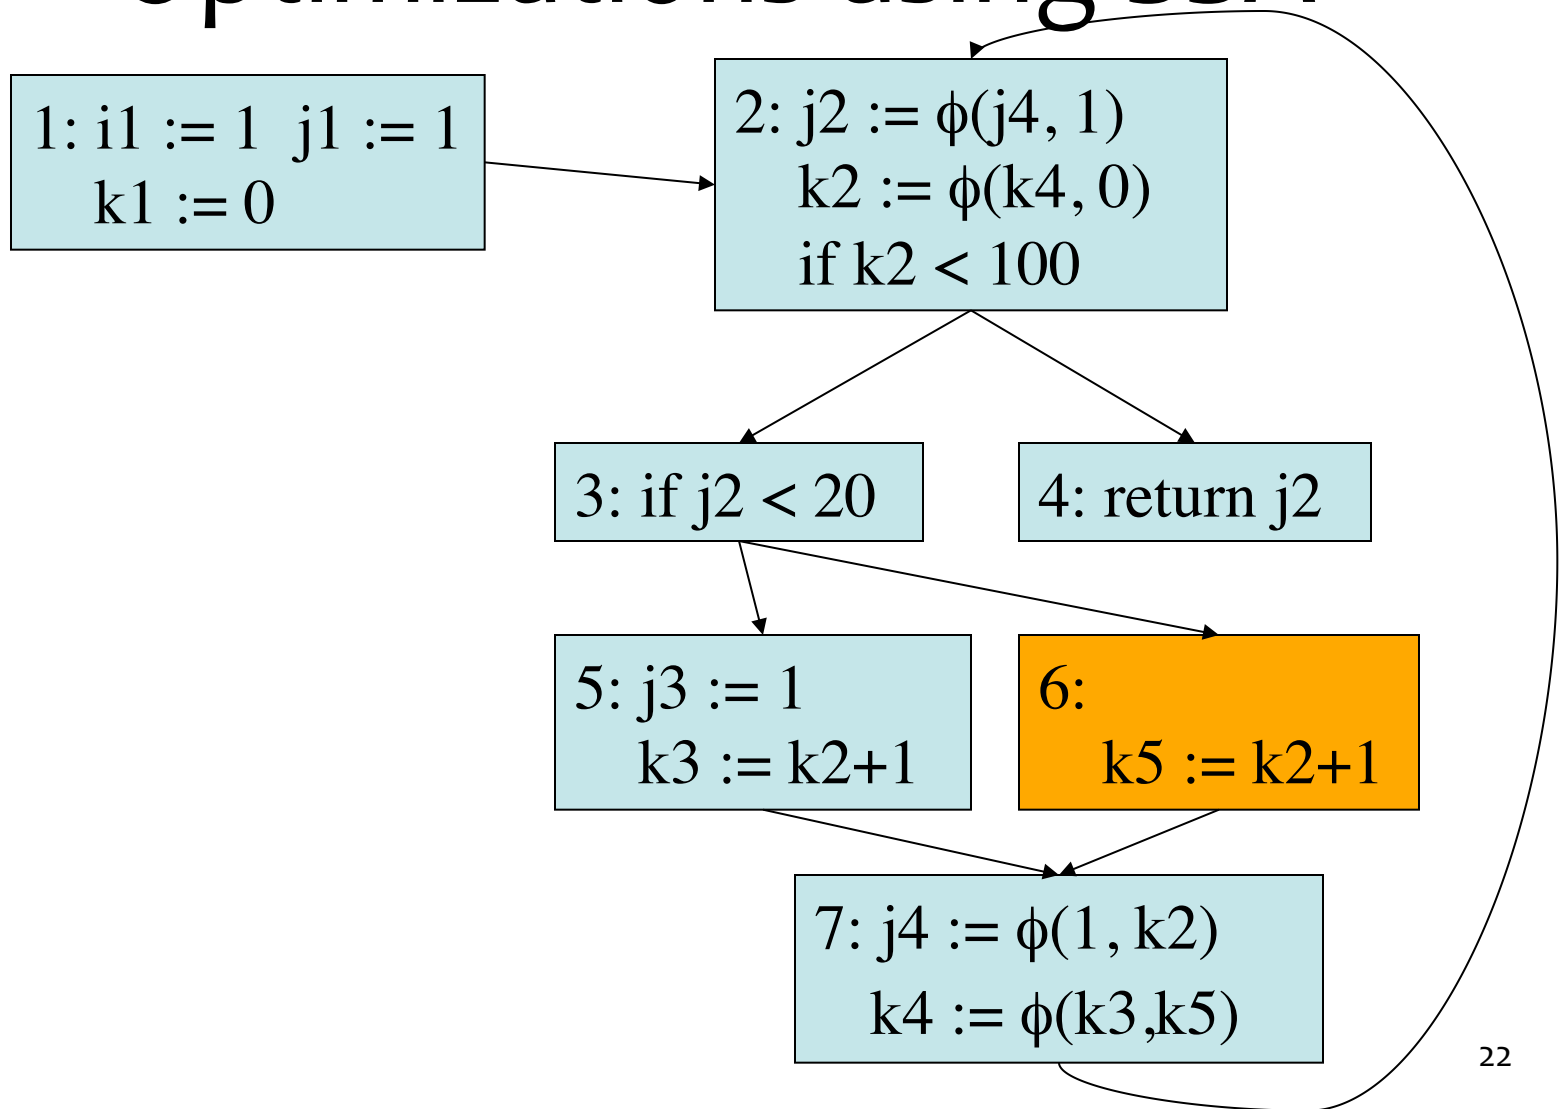 1: i1 := 1 j1 := 1
k1 := 0
2: j2 := ϕ(j4, 1)
k2 := ϕ(k4, 0)
if k2 < 100
3: if j2 < 20
4: return j2
5: j3 := 1
k3 := k2+1
6:
k5 := k2+1
7: j4 := ϕ(1, k2)
k4 := ϕ(k3,k5)
22